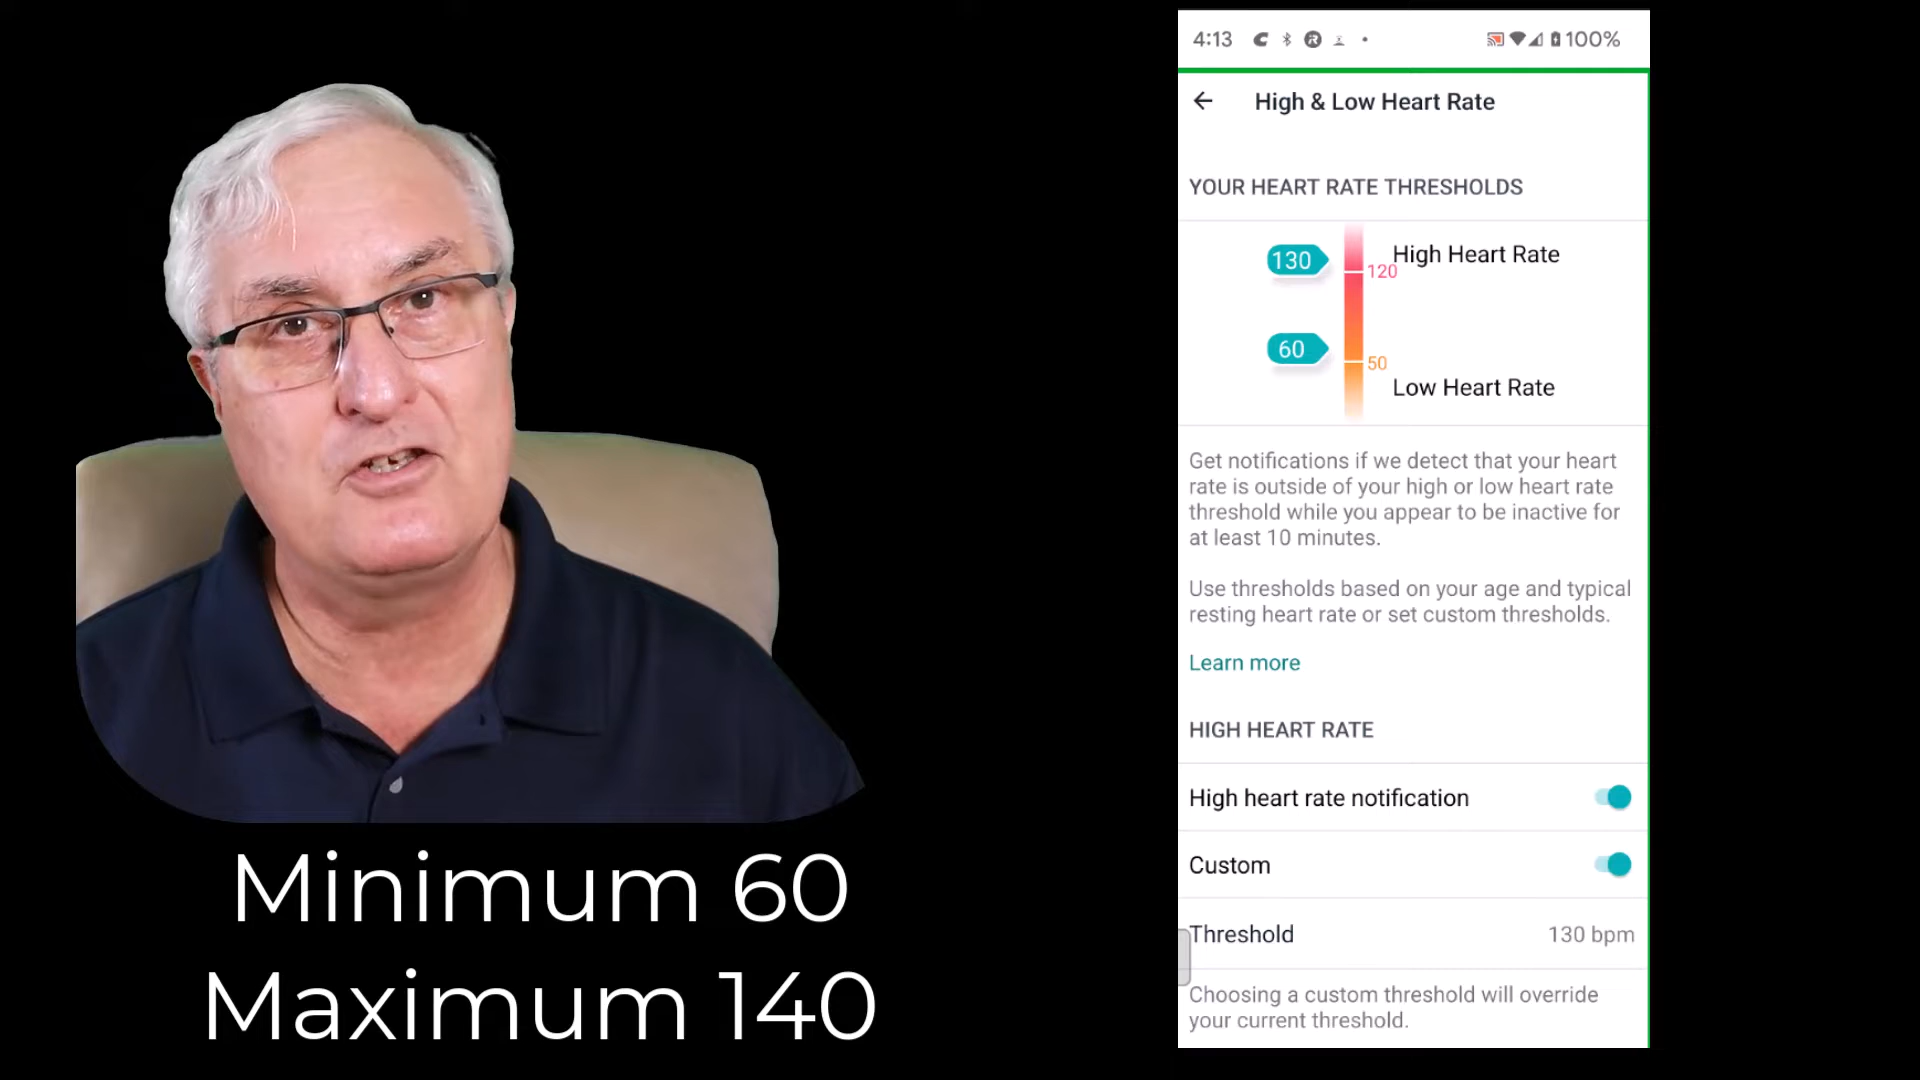 Minimum 60
Maximum 140
4:13
100%
High & Low Heart Rate
YOUR HEART RATE THRESHOLDS
130
High Heart Rate
120
60
50
Low Heart Rate
Get notifications if we detect that your heart
rate is outside of your high or low heart rate
threshold while you appear to be inactive for
at least 10 minutes.
Use thresholds based on your age and typical
resting heart rate or set custom thresholds.
Learn more
HIGH HEART RATE
High heart rate notification
Custom
Threshold 130 bpm
Choosing a custom threshold will override
your current threshold.